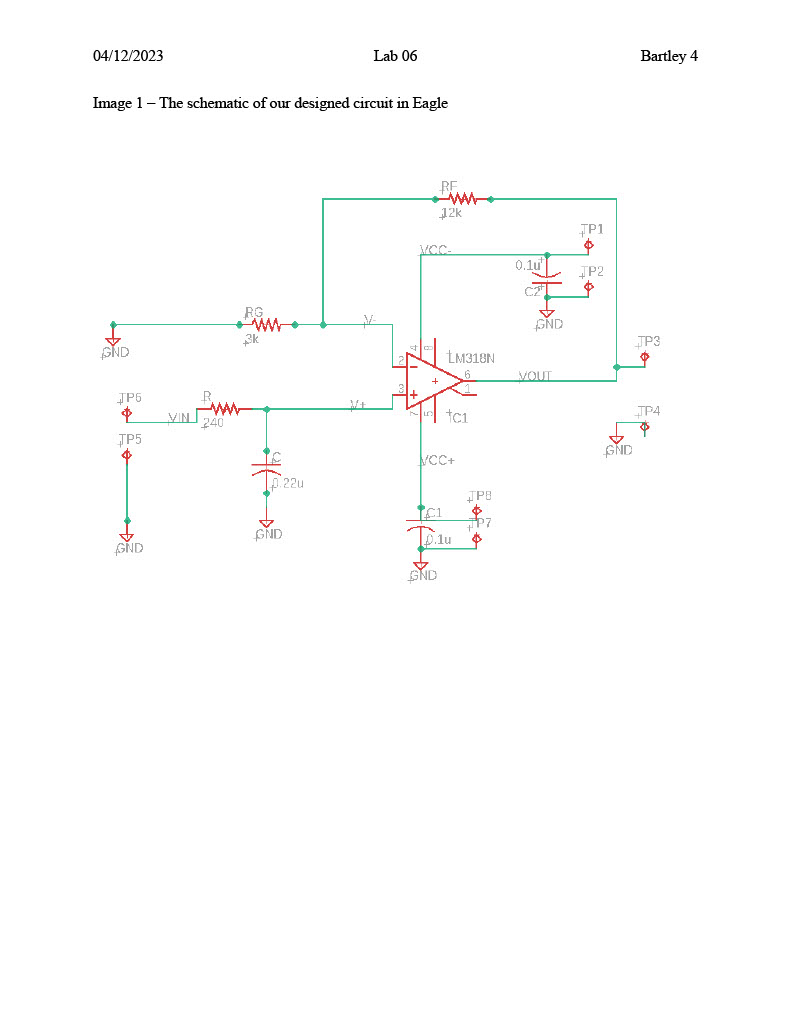 04/12/2023 Lab 06 Bartley 4
Image 1 – The schematic of our designed circuit in Eagle
RF
12k
TP1
VCC-
0.1u
TP2
C2
GND
RG
V-
3k
GND
TP3
4
8
LM318N
2
6
VOUT
3
1
TP6
R
V+
TP4
VIN
240
7
5
IC1
TP5
GND
C
VCC+
0.22u
TP8
C1
TP7
GND
0.1u
GND
GND